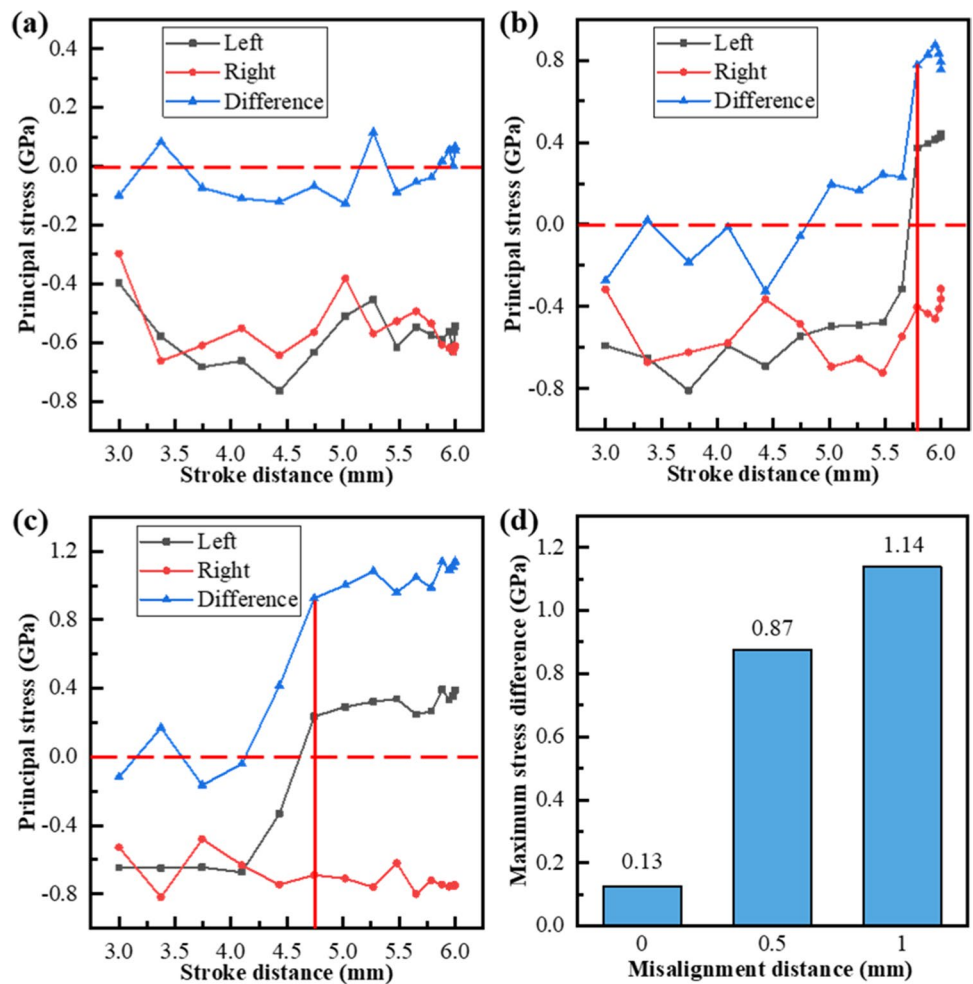 (a)
Left
Right
Difference
0.4
0.2
0.0
-0.2
-0.4
-0.6
-0.8
Principal stress (GPa)
3.0 3.5 4.0 4.5 5.0 5.5 6.0
Stroke distance (mm)
(b)
Left
Right
Difference
0.8
0.4
0.0
-0.4
-0.8
Principal stress (GPa)
3.0 3.5 4.0 4.5 5.0 5.5 6.0
Stroke distance (mm)
(c)
Left
Right
Difference
1.2
0.8
0.4
0.0
-0.4
-0.8
Principal stress (GPa)
3.0 3.5 4.0 4.5 5.0 5.5 6.0
Stroke distance (mm)
(d)
1.2
1.0
0.8
0.6
0.4
0.2
0.0
Maximum stress difference (GPa)
0.13
0.87
1.14
0 0.5 1
Misalignment distance (mm)